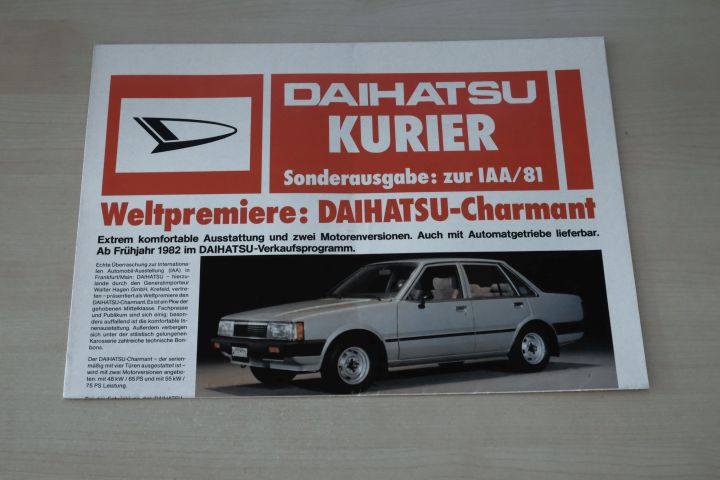 DAIHATSU
KURIER
Sonderausgabe: zur IAA/81
Weltpremiere: DAIHATSU-Charmant
Extrem komfortable Ausstattung und zwei Motorenversionen. Auch mit Automatgetriebe lieferbar.
Ab Frühjahr 1982 im DAIHATSU-Verkaufsprogramm.
Echte Überraschung zur Internationa-
len Automobil-Ausstellung (IAA) in
Frankfurt/Main: DAIHATSU – hierzu-
lande durch den Generalimporteur
Walter Hagen GmbH, Krefeld, vertre-
ten – präsentiert als Weltpremiere den
DAIHATSU-Charmant. Es ist ein Pkw der
gehobenen Mittelklasse. Fachpresse
und Publikum sind sich einig: beson-
ders auffallend ist die komfortable In-
nenausstattung. Außerdem verbergen
sich unter der stilistisch gelungenen
Karosserie zahlreiche technische Bon-
bons.
Der DAIHATSU-Charmant – der serien-
mäßig mit vier Türen ausgestattet ist –
wird mit zwei Motorversionen angebo-
ten: mit 48 kW / 65 PS und mit 55 kW /
75 PS Leistung.